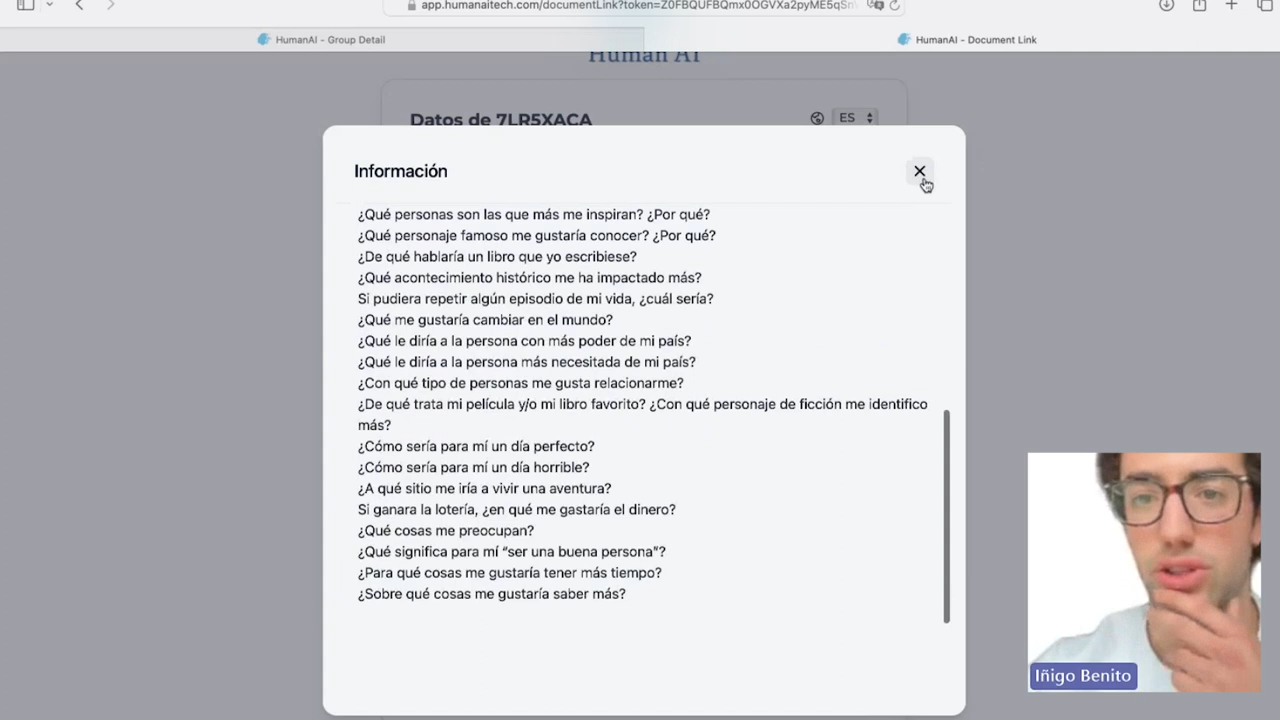 app.humanaitech.com/documentLink?token=Z0FBQUFBQmx0OGVXa2pyME5qSn
HumanAI - Group Detail
HumanAI - Document Link
Human AI
Datos de 7LR5XACA
ES
Información
¿Qué personas son las que más me inspiran? ¿Por qué?
¿Qué personaje famoso me gustaría conocer? ¿Por qué?
¿De qué hablaría un libro que yo escribiese?
¿Qué acontecimiento histórico me ha impactado más?
Si pudiera repetir algún episodio de mi vida, ¿cuál sería?
¿Qué me gustaría cambiar en el mundo?
¿Qué le diría a la persona con más poder de mi país?
¿Qué le diría a la persona más necesitada de mi país?
¿Con qué tipo de personas me gusta relacionarme?
¿De qué trata mi película y/o mi libro favorito? ¿Con qué personaje de ficción me identifico
más?
¿Cómo sería para mí un día perfecto?
¿Cómo sería para mí un día horrible?
¿A qué sitio me iría a vivir una aventura?
Si ganara la lotería, ¿en qué me gastaría el dinero?
¿Qué cosas me preocupan?
¿Qué significa para mí “ser una buena persona”?
¿Para qué cosas me gustaría tener más tiempo?
¿Sobre qué cosas me gustaría saber más?
Iñigo Benito